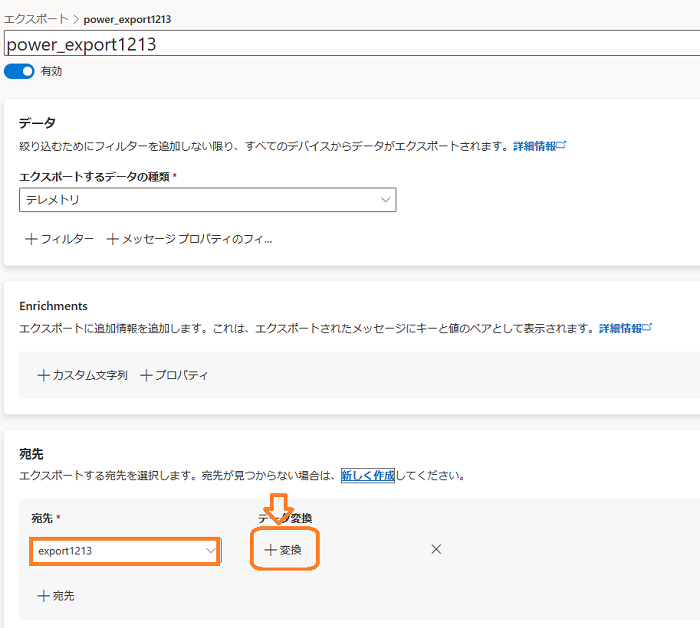 エクスポート > power_export1213
power_export1213
有効
データ
絞り込むためにフィルターを追加しない限り、すべてのデバイスからデータがエクスポートされます。詳細情報
エクスポートするデータの種類 *
テレメトリ
+ フィルター + メッセージ プロパティのフィ...
Enrichments
エクスポートに追加情報を追加します。これは、エクスポートされたメッセージにキーと値のペアとして表示されます。詳細情報
+ カスタム文字列 + プロパティ
宛先
エクスポートする宛先を選択します。宛先が見つからない場合は、新しく作成してください。
宛先 * データ変換
export1213 + 変換
+ 宛先